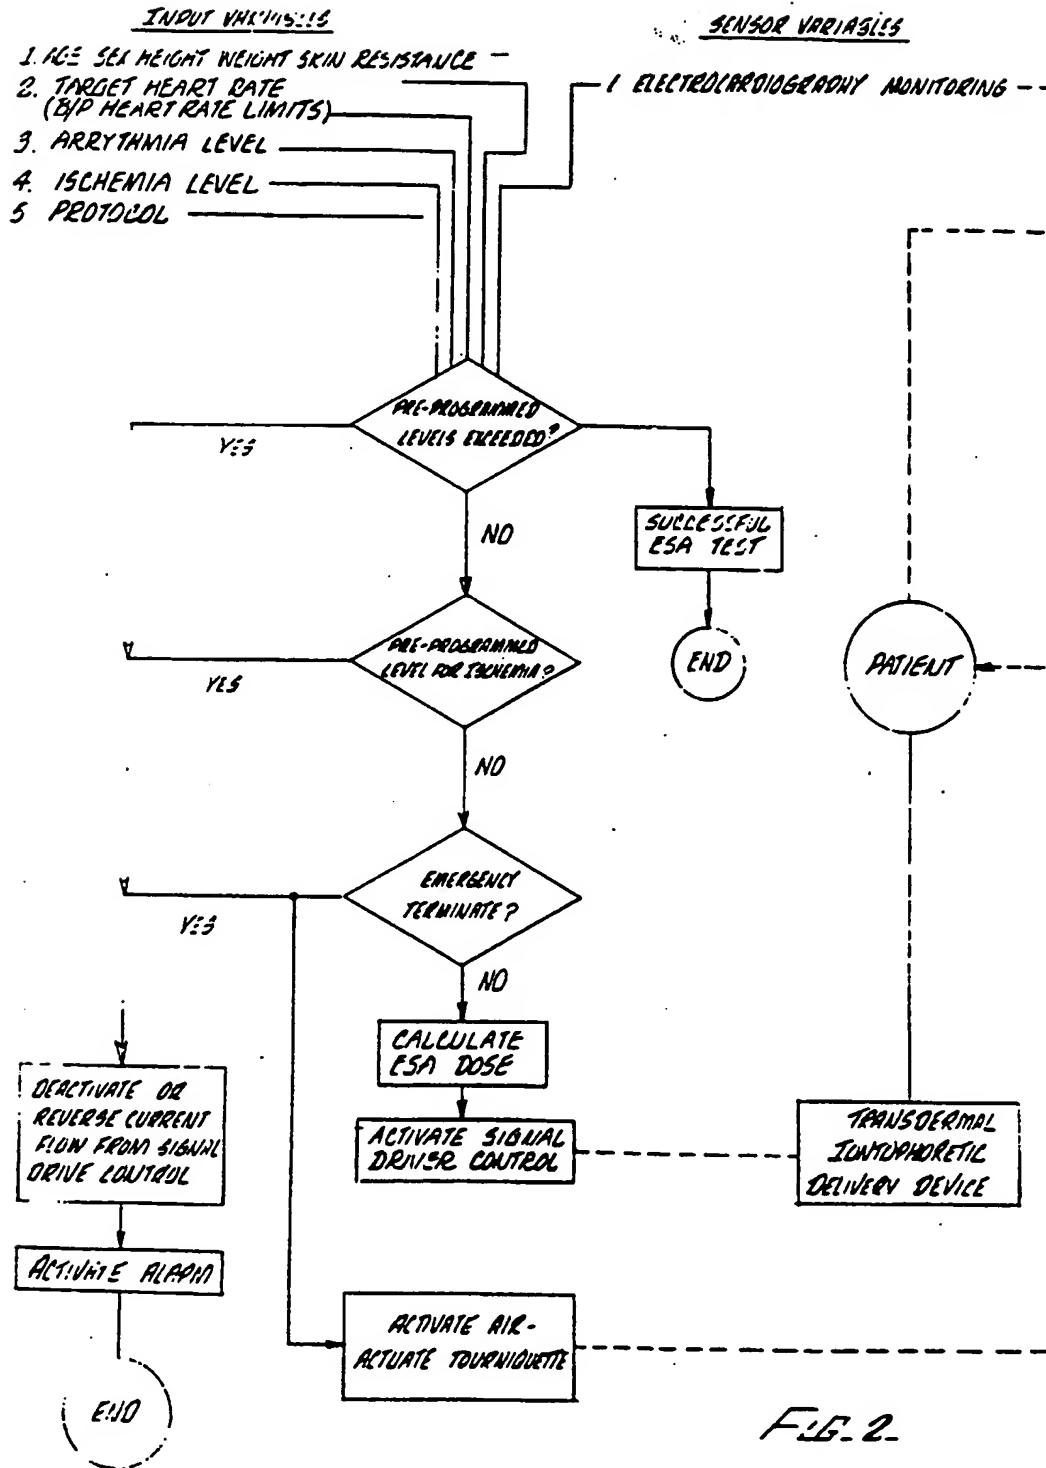 INPUT VARIABLES
1. AGE SEX HEIGHT WEIGHT SKIN RESISTANCE
2. TARGET HEART RATE
(B/P HEART RATE LIMITS)
3. ARRYTHMIA LEVEL
4. ISCHEMIA LEVEL
5 PROTOCOL
SENSOR VARIABLES
1 ELECTROCARDIOGRAPHY MONITORING
PRE-PROGRAMMED
LEVELS EXCEEDED?
YES
NO
SUCCESSFUL
ESA TEST
END
PRE-PROGRAMMED
LEVEL FOR ISCHEMIA?
YES
NO
PATIENT
EMERGENCY
TERMINATE?
YES
NO
CALCULATE
ESA DOSE
ACTIVATE SIGNAL
DRIVER CONTROL
TRANSDERMAL
IONTOPHORETIC
DELIVERY DEVICE
DEACTIVATE OR
REVERSE CURRENT
FLOW FROM SIGNAL
DRIVE CONTROL
ACTIVATE ALARM
END
ACTIVATE AIR-
ACTUATE TOURNIQUETTE
FIG. 2.